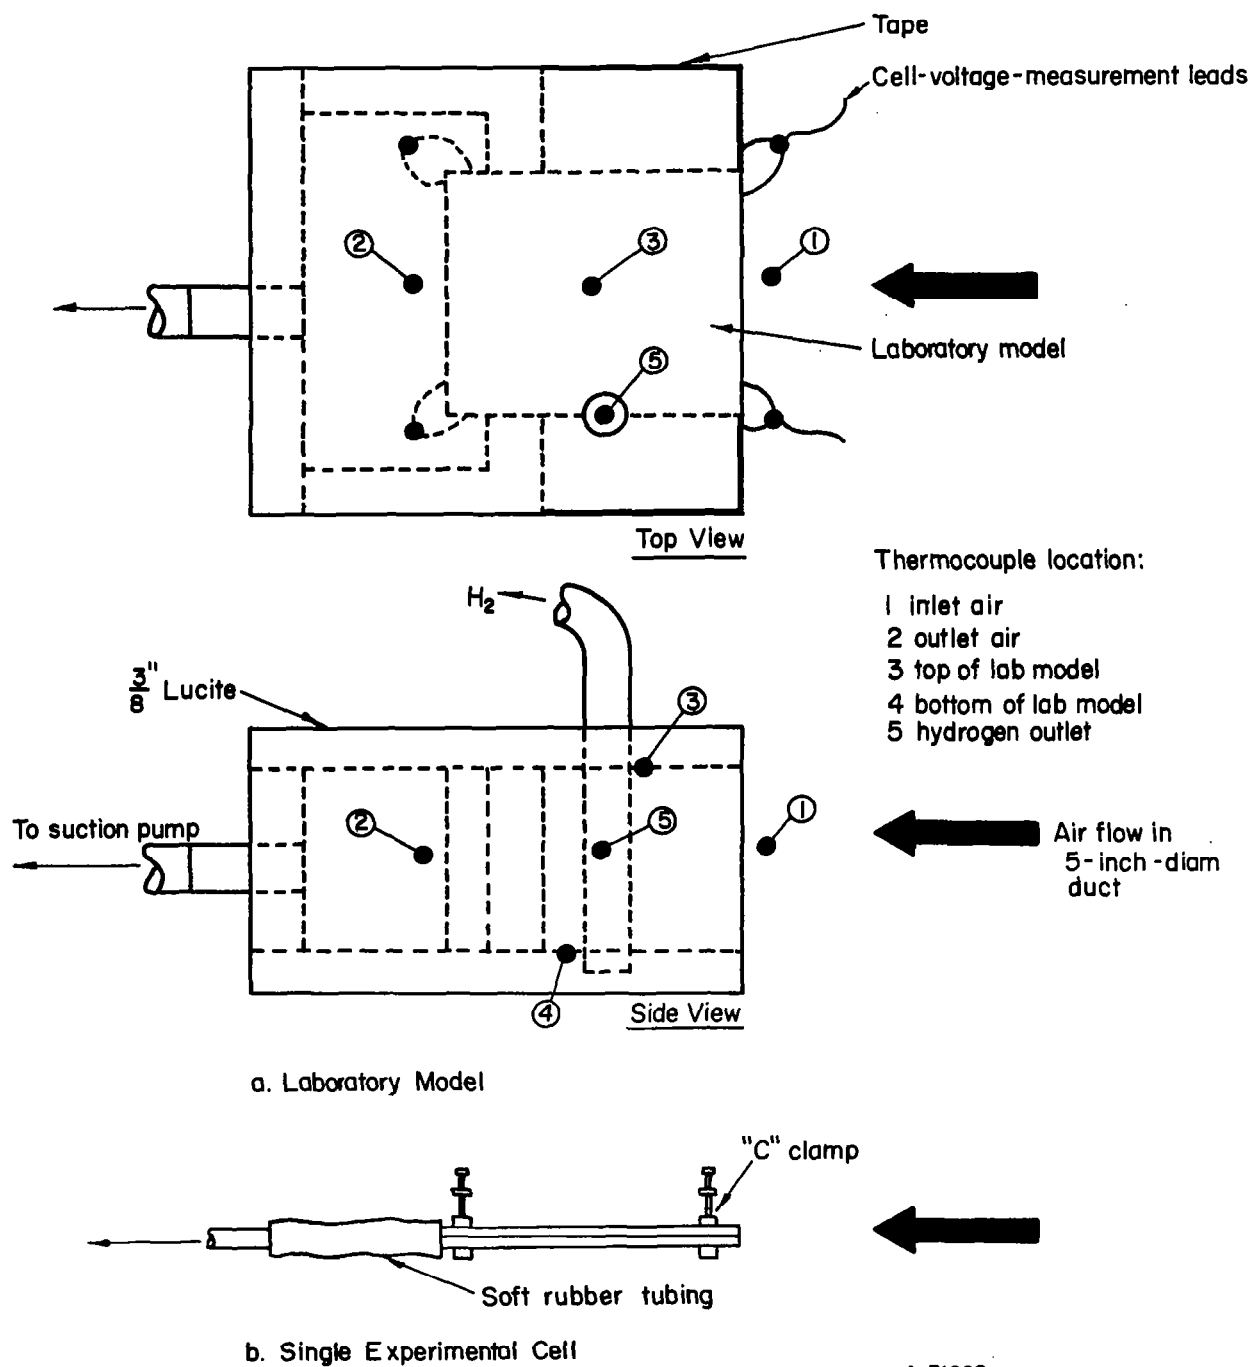 Tape
Cell-voltage-measurement leads
② ③ ①
Laboratory model
⑤
Top View
Thermocouple location:
1 inlet air
2 outlet air
3 top of lab model
4 bottom of lab model
5 hydrogen outlet
H₂
3/8" Lucite
③
② ⑤ ①
To suction pump
Air flow in
5-inch-diam
duct
④
Side View
a. Laboratory Model
"C" clamp
Soft rubber tubing
b. Single Experimental Cell